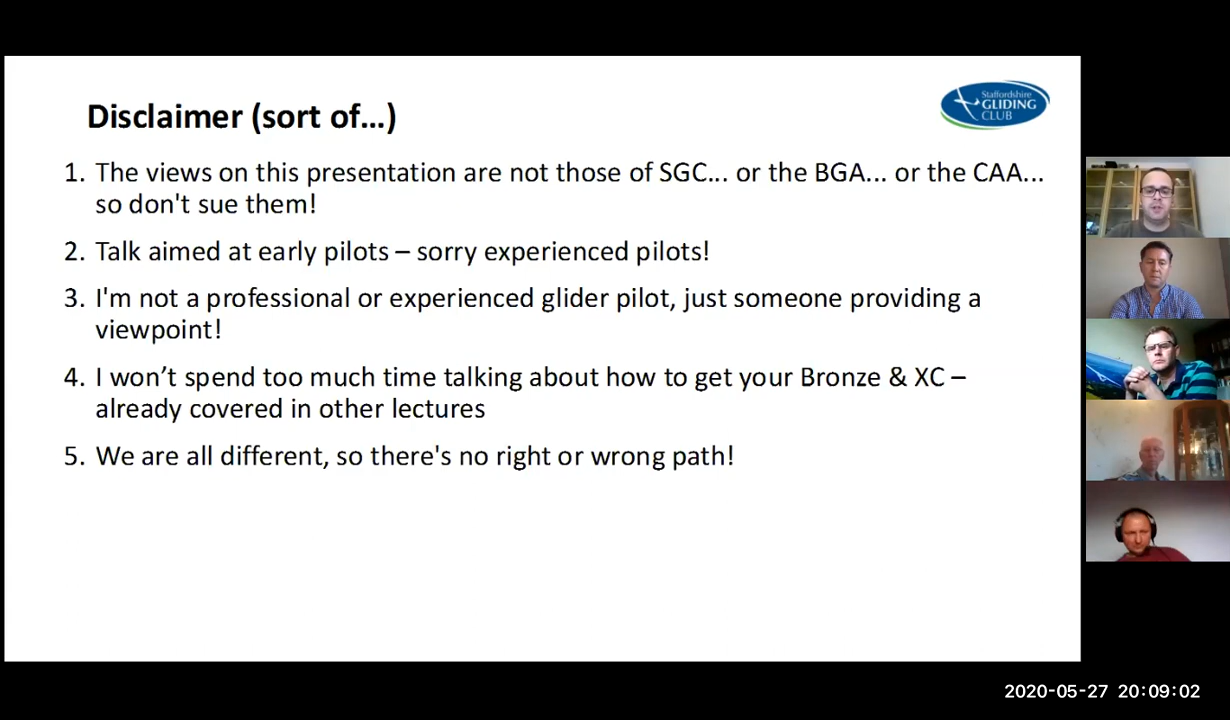 Disclaimer (sort of...)
Staffordshire
GLIDING
CLUB
1. The views on this presentation are not those of SGC... or the BGA... or the CAA...
so don't sue them!
2. Talk aimed at early pilots – sorry experienced pilots!
3. I'm not a professional or experienced glider pilot, just someone providing a
viewpoint!
4. I won’t spend too much time talking about how to get your Bronze & XC –
already covered in other lectures
5. We are all different, so there's no right or wrong path!
2020-05-27 20:09:02